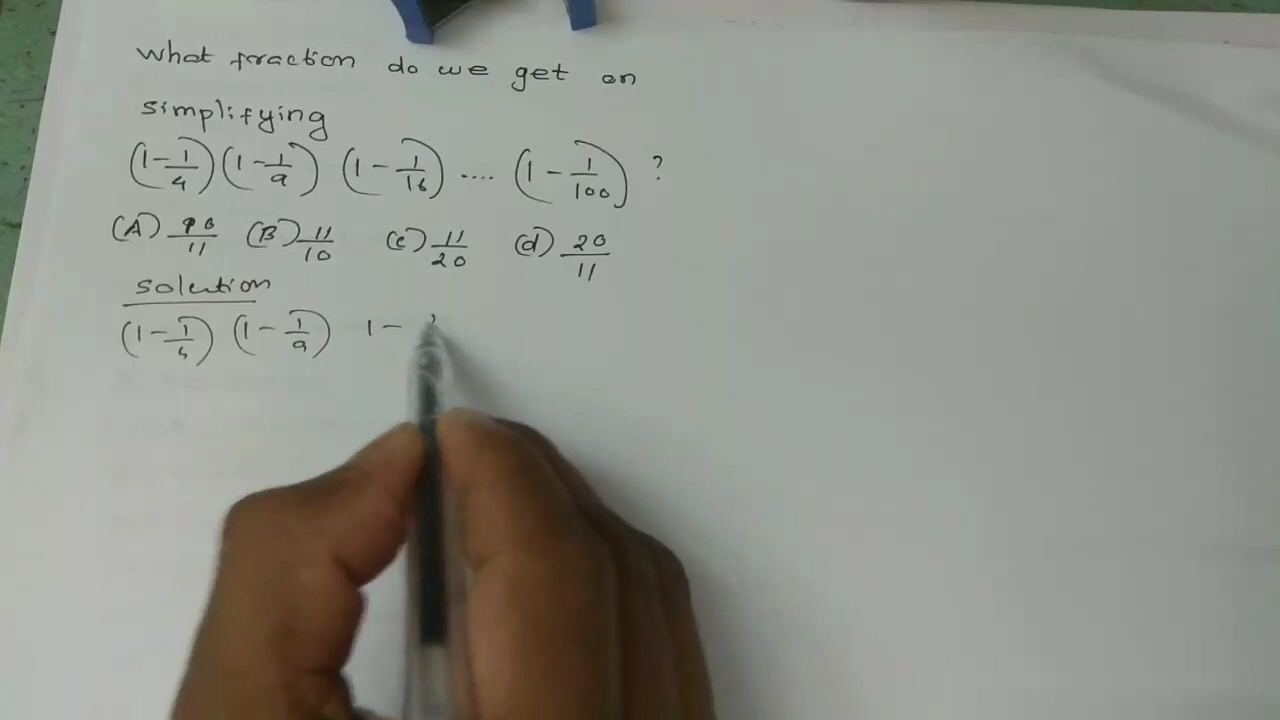 What fraction do we get on
simplifying
(1-1/4)(1-1/9) (1-1/16) .... (1-1/100) ?
(A) /11 (B) 11/10 (c) 11/20 (d) 20/11
solution
(1-1/4) (1-1/9) 1-